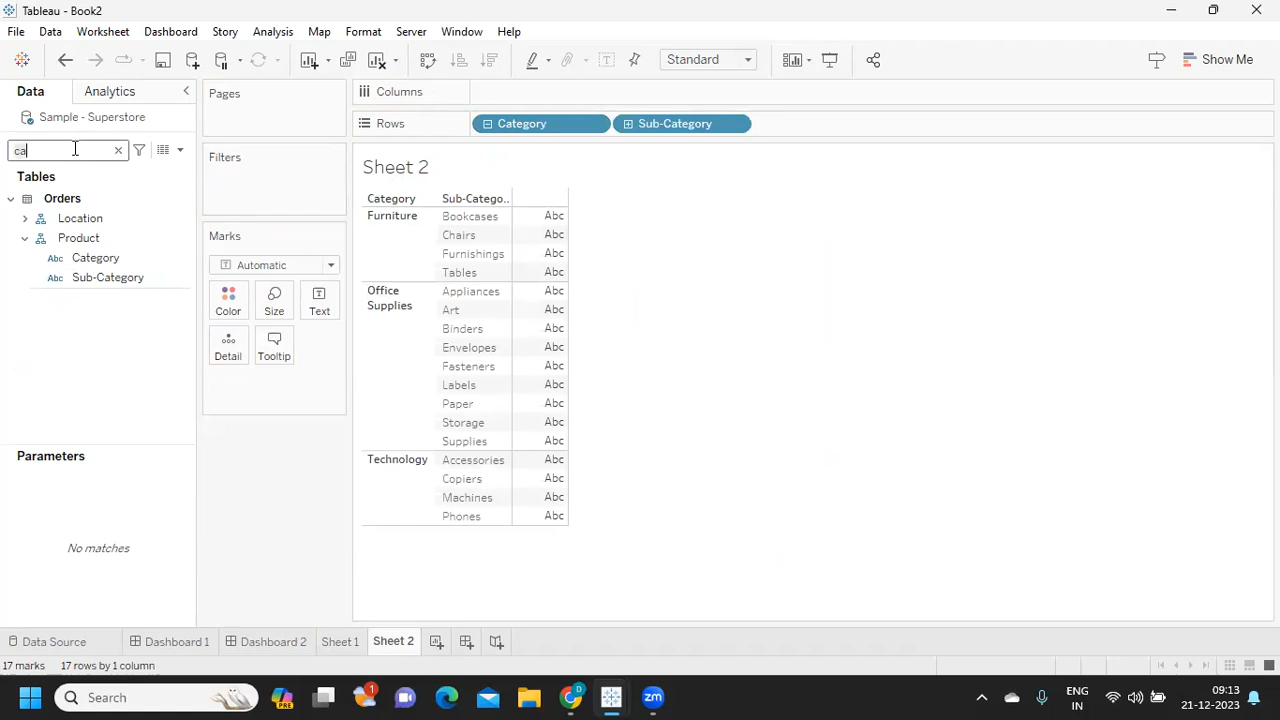 Tableau - Book2
File Data Worksheet Dashboard Story Analysis Map Format Server Window Help
Standard
Show Me
Data Analytics
Sample - Superstore
ca
Tables
Orders
Location
Product
Abc Category
Abc Sub-Category
Parameters
No matches
Pages
Filters
Marks
Automatic
Color Size Text
Detail Tooltip
Columns
Rows Category Sub-Category
Sheet 2
Category Sub-Catego..
Furniture Bookcases Abc
Chairs Abc
Furnishings Abc
Tables Abc
Office Supplies Appliances Abc
Art Abc
Binders Abc
Envelopes Abc
Fasteners Abc
Labels Abc
Paper Abc
Storage Abc
Supplies Abc
Technology Accessories Abc
Copiers Abc
Machines Abc
Phones Abc
Data Source Dashboard 1 Dashboard 2 Sheet 1 Sheet 2
17 marks 17 rows by 1 column
Search
PRE
1
D
zm
ENG
IN
09:13
21-12-2023